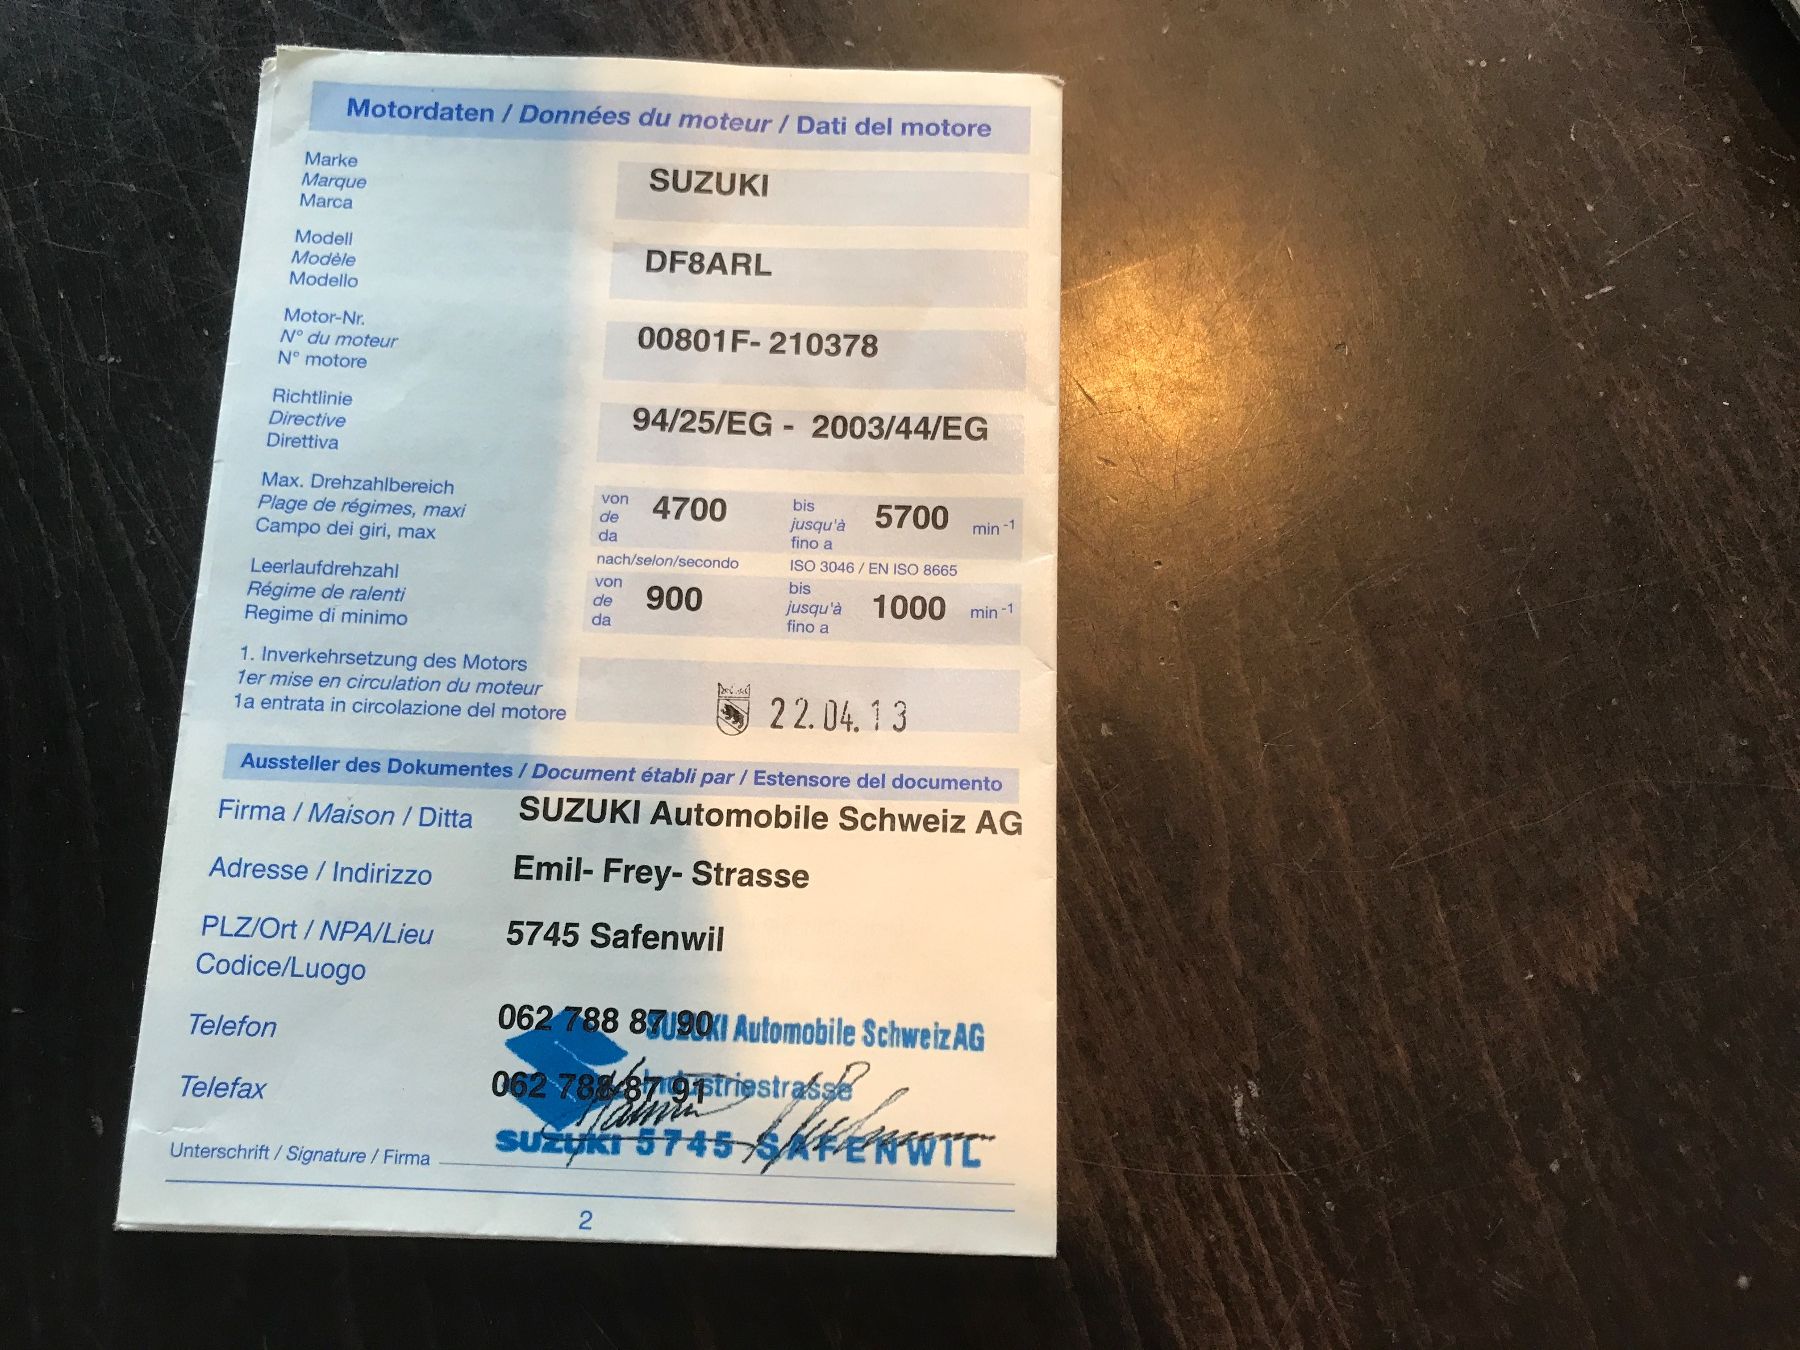 Motordaten / Données du moteur / Dati del motore
Marke
Marque
Marca
SUZUKI
Modell
Modèle
Modello
DF8ARL
Motor-Nr.
N° du moteur
N° motore
00801F- 210378
Richtlinie
Directive
Direttiva
94/25/EG - 2003/44/EG
Max. Drehzahlbereich
Plage de régimes, maxi
Campo dei giri, max
von
de
da
4700
bis
jusqu'à
fino a
5700 min-1
nach/selon/secondo ISO 3046 / EN ISO 8665
Leerlaufdrehzahl
Régime de ralenti
Regime di minimo
von
de
da
900
bis
jusqu'à
fino a
1000 min-1
1. Inverkehrsetzung des Motors
1er mise en circulation du moteur
1a entrata in circolazione del motore
22.04.13
Aussteller des Dokumentes / Document établi par / Estensore del documento
Firma / Maison / Ditta SUZUKI Automobile Schweiz AG
Adresse / Indirizzo Emil- Frey- Strasse
PLZ/Ort / NPA/Lieu 5745 Safenwil
Codice/Luogo
Telefon 062 788 87 90
SUZUKI Automobile Schweiz AG
Telefax 062 788 87 91
Industriestrasse
SUZUKI 5745 SAFENWIL
Unterschrift / Signature / Firma
2